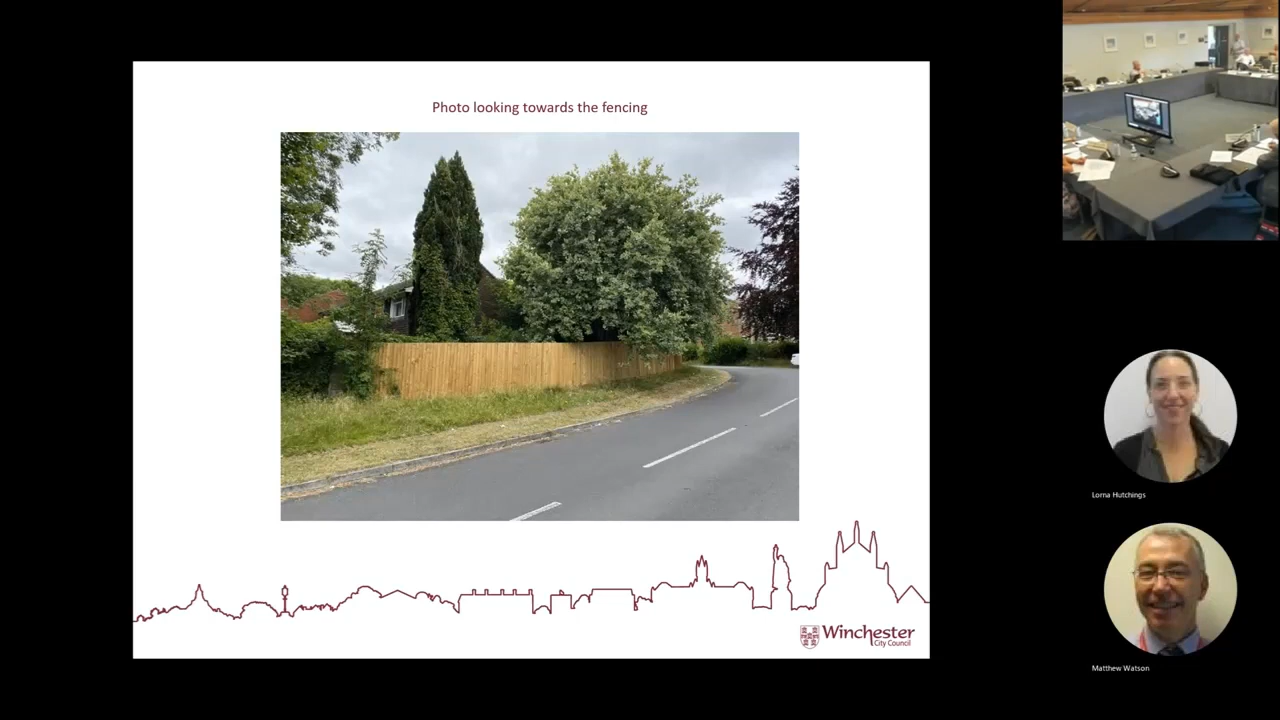 Photo looking towards the fencing
Winchester
City Council
Lorna Hutchings
Matthew Watson